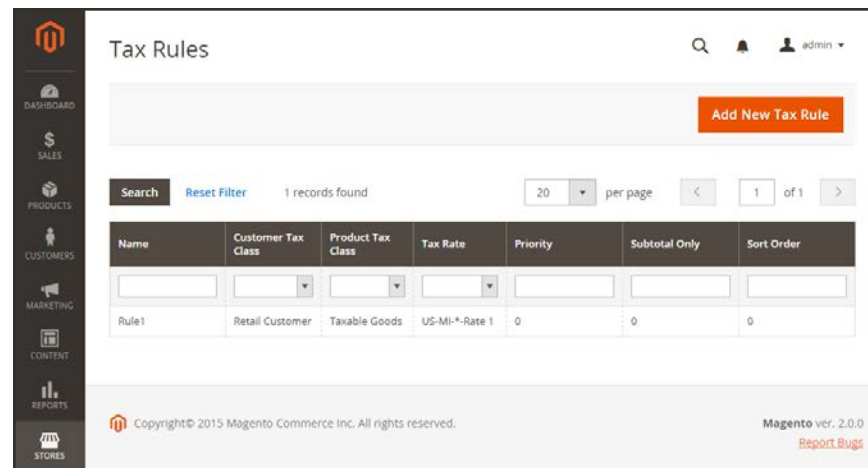 Tax Rules
admin
DASHBOARD
SALES
PRODUCTS
CUSTOMERS
MARKETING
CONTENT
REPORTS
STORES
Add New Tax Rule
Search Reset Filter 1 records found 20 per page 1 of 1
Name Customer Tax Class Product Tax Class Tax Rate Priority Subtotal Only Sort Order
Rule1 Retail Customer Taxable Goods US-MI-*-Rate 1 0 0 0
Copyright© 2015 Magento Commerce Inc. All rights reserved.
Magento ver. 2.0.0
Report Bugs